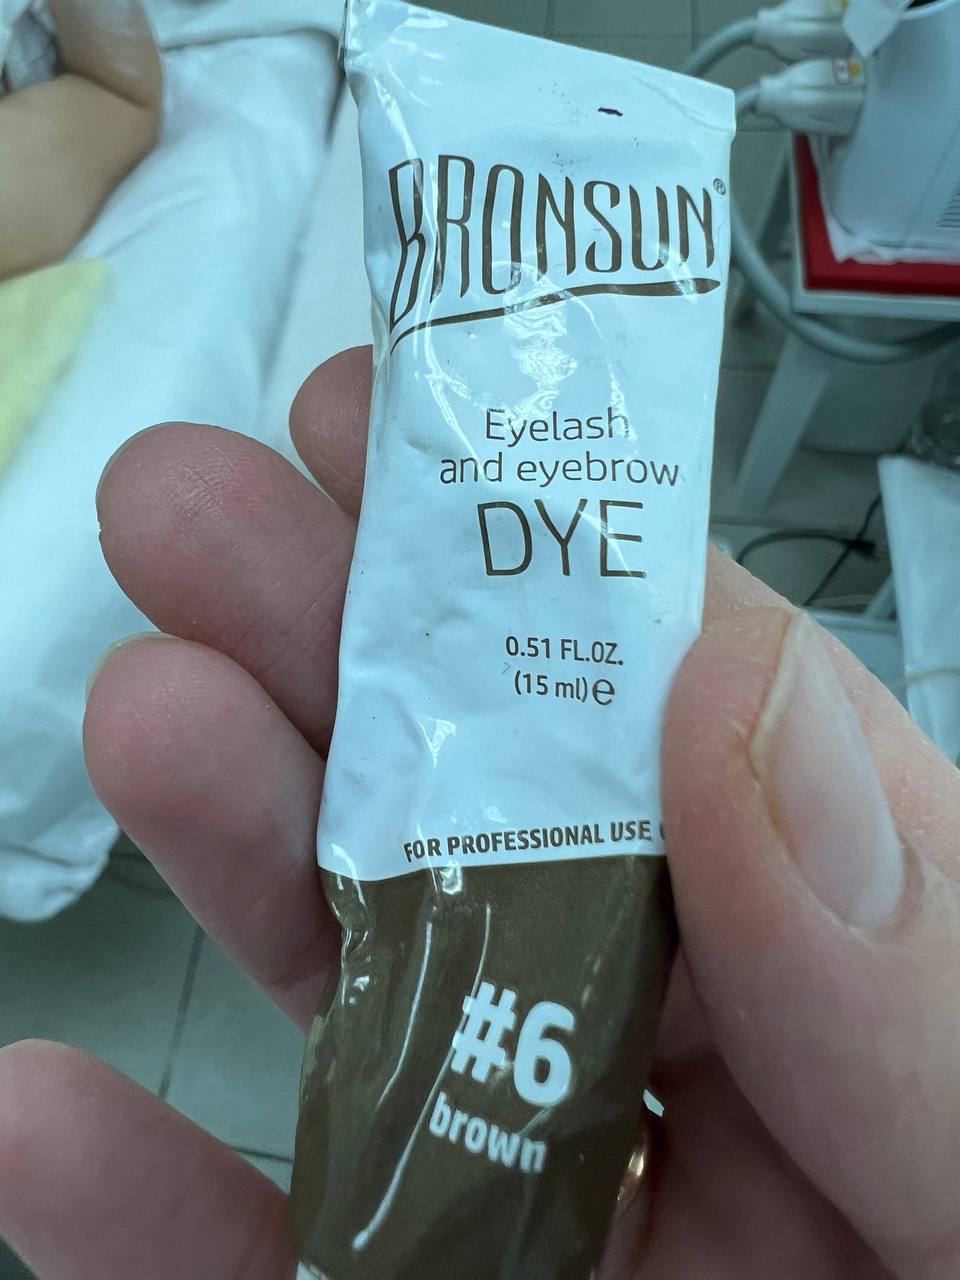 BRONSUN®
Eyelash
and eyebrow
DYE
0.51 FL.OZ.
(15 ml) ℮
FOR PROFESSIONAL USE
#6
brown